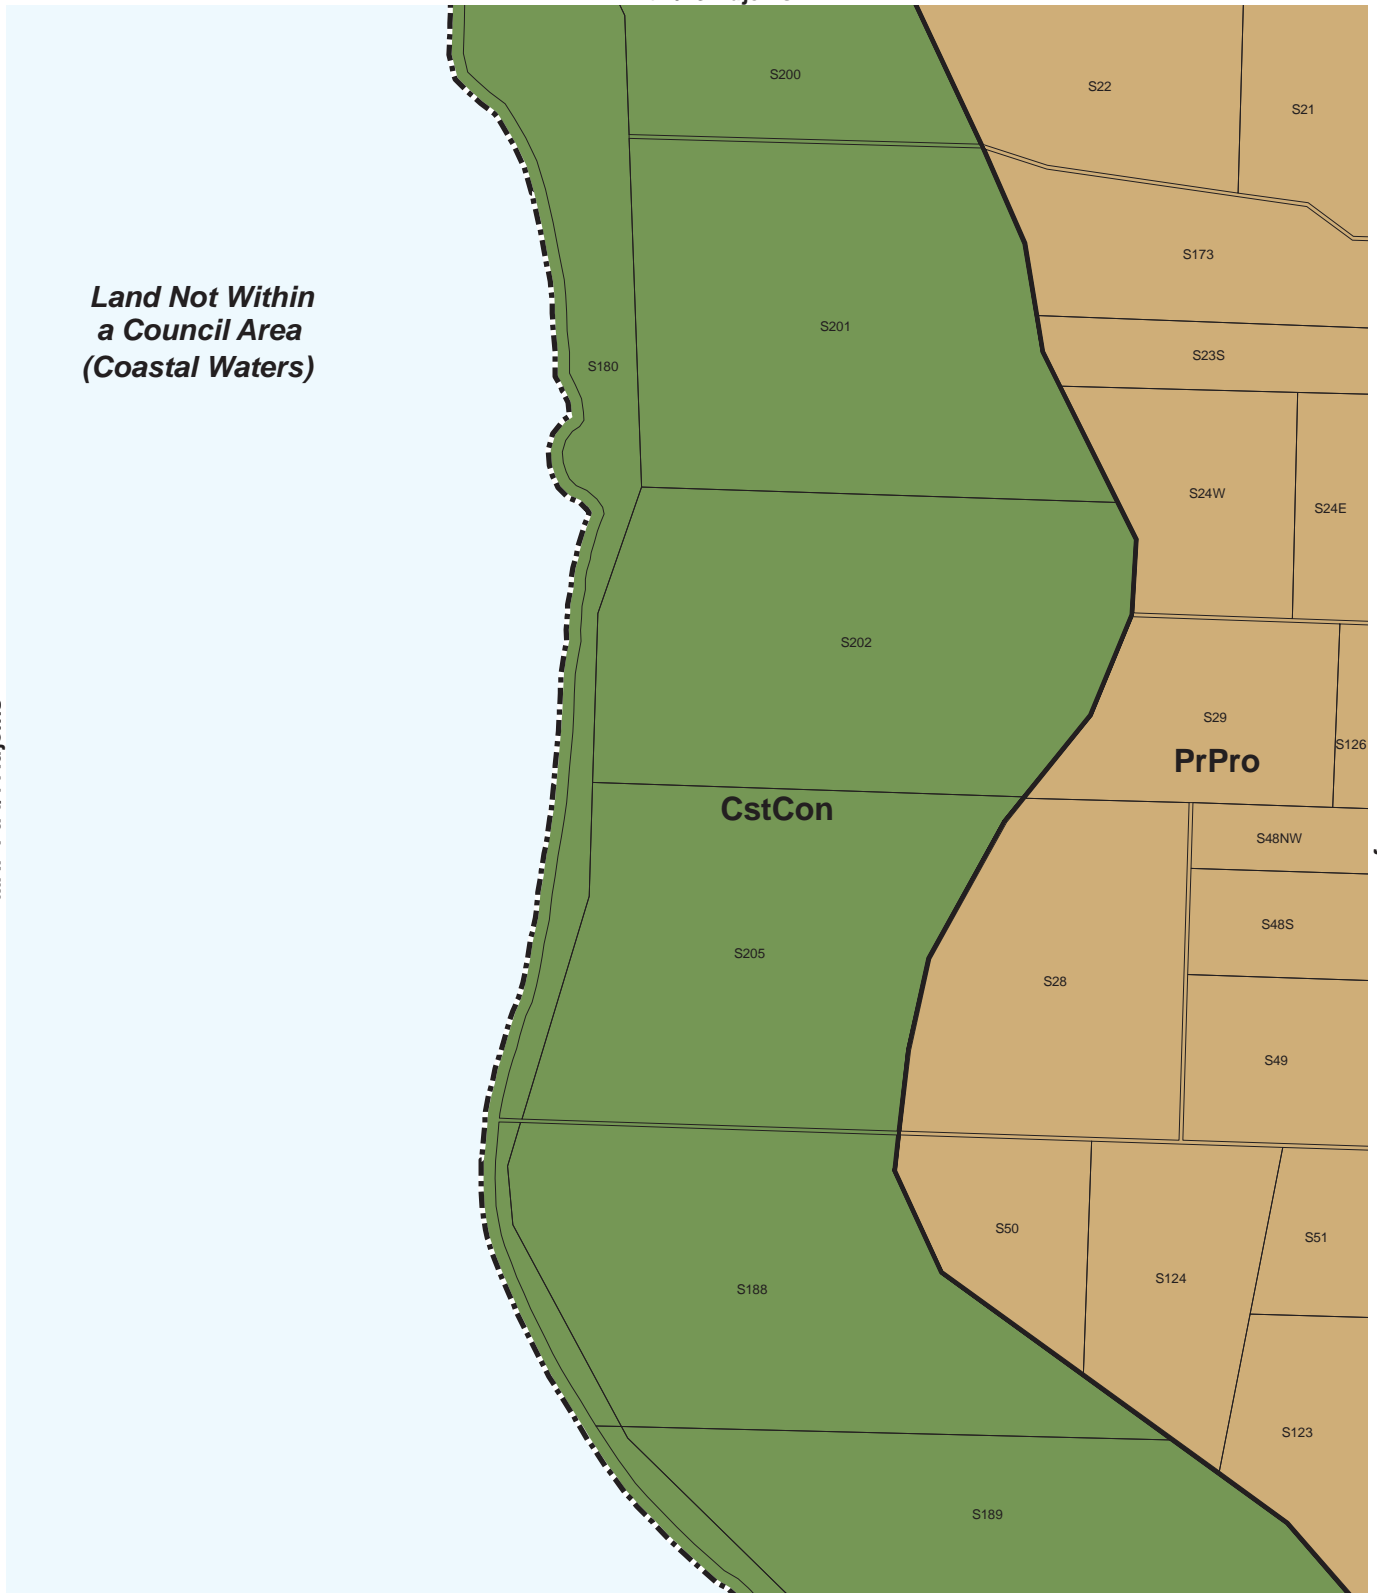 S200
S22
S21
S173
Land Not Within
a Council Area
(Coastal Waters)
S201
S180
S23S
S24W
S24E
S202
S29
S126
PrPro
CstCon
S48NW
S48S
S205
S28
S49
S50
S51
S124
S188
S123
S189